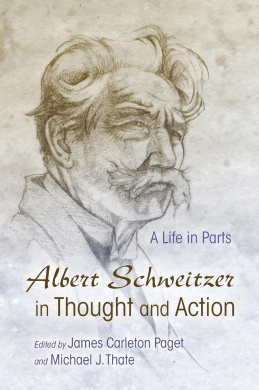 A Life in Parts
Albert Schweitzer
in Thought and Action
Edited by James Carleton Paget
and Michael J. Thate